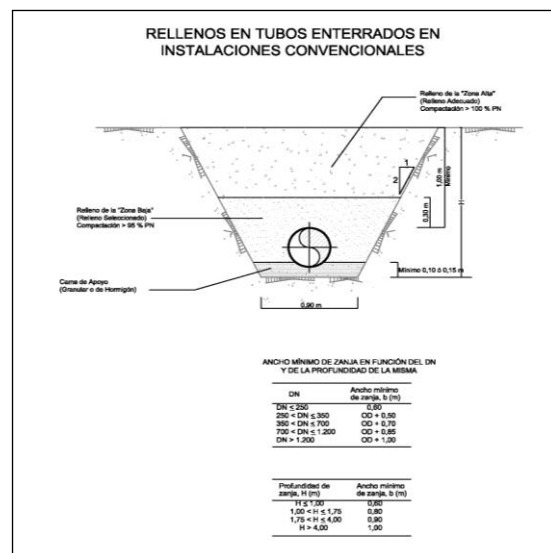 RELLENOS EN TUBOS ENTERRADOS EN
INSTALACIONES CONVENCIONALES
Relleno de la "Zona Alta"
(Relleno Adecuado)
Compactación > 100 % PN
1
2
1,00 m
Mínimo
0,30 m
H
Relleno de la "Zona Baja"
(Relleno Seleccionado)
Compactación > 95 % PN
Mínimo 0,10 ó 0,15 m
Cama de Apoyo
(Granular o de Hormigón)
0,90 m
ANCHO MÍNIMO DE ZANJA EN FUNCIÓN DEL DN
Y DE LA PROFUNDIDAD DE LA MISMA
DN Ancho mínimo
de zanja, b (m)
DN ≤ 250 0,60
250 < DN ≤ 350 OD + 0,50
350 < DN ≤ 700 OD + 0,70
700 < DN ≤ 1.200 OD + 0,85
DN > 1.200 OD + 1,00
Profundidad de Ancho mínimo
zanja, H (m) de zanja, b (m)
H ≤ 1,00 0,60
1,00 < H ≤ 1,75 0,80
1,75 < H ≤ 4,00 0,90
H > 4,00 1,00